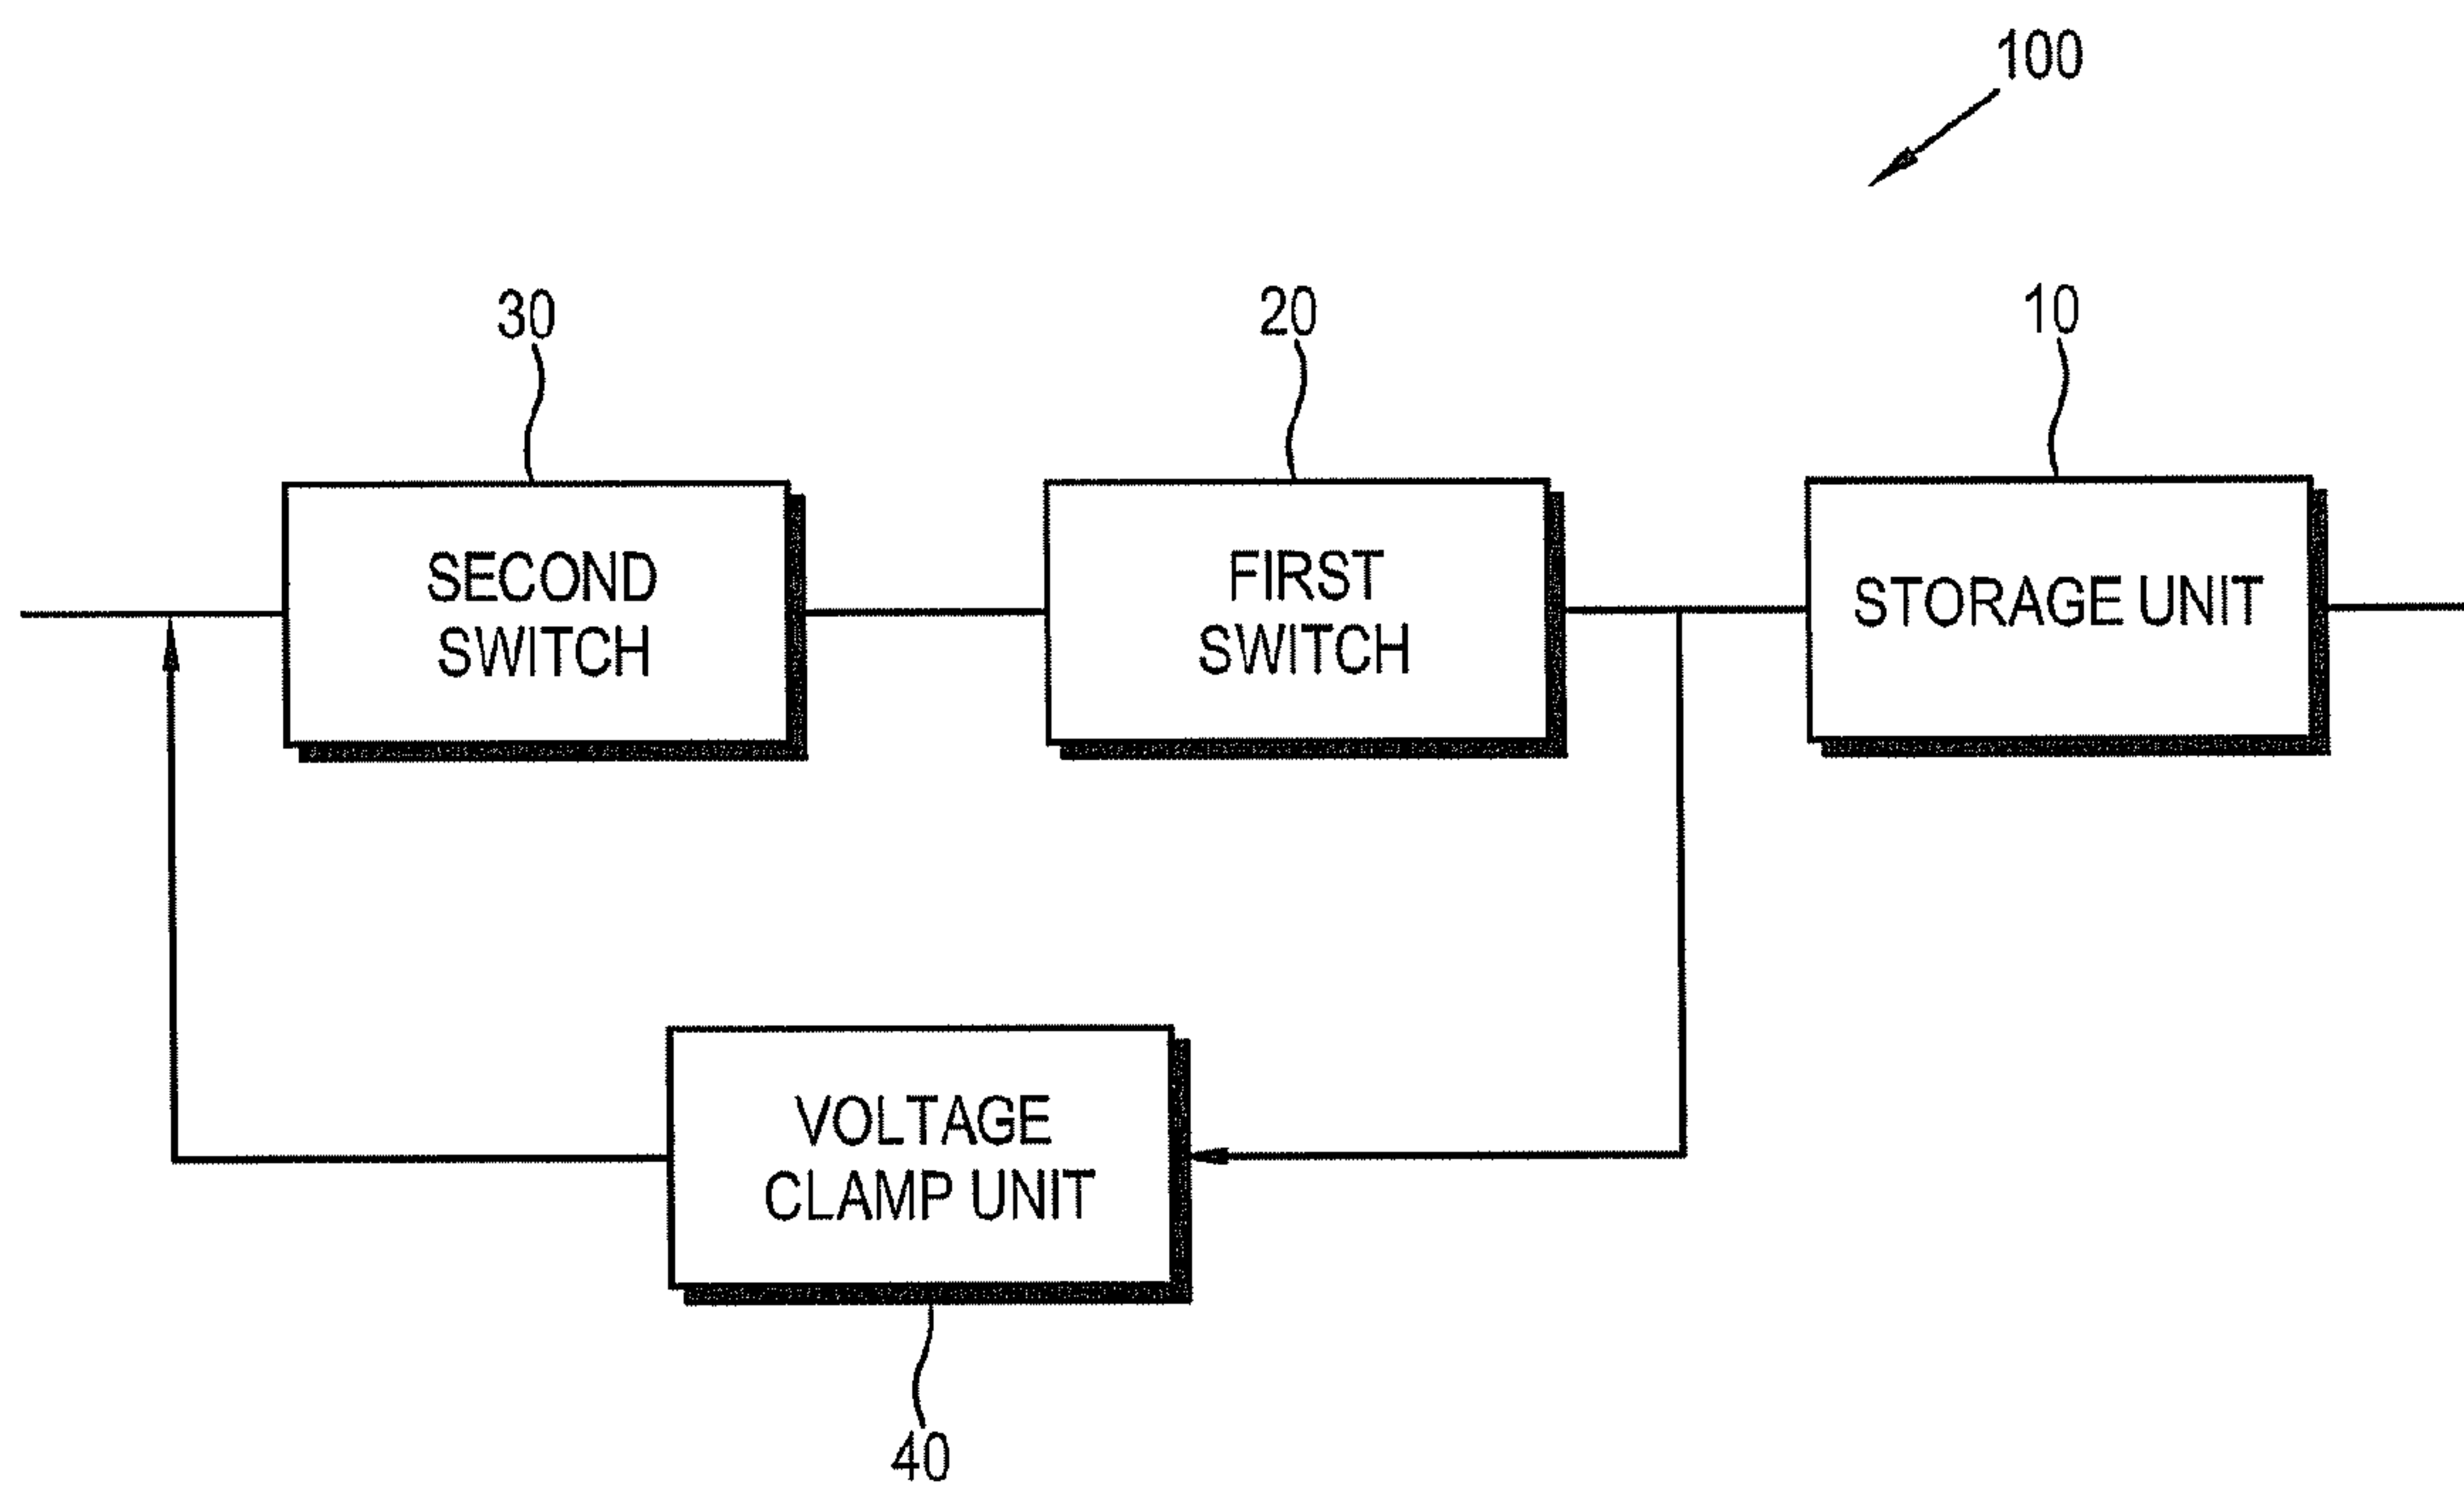 100
30
20
10
SECOND
SWITCH
FIRST
SWITCH
STORAGE UNIT
VOLTAGE
CLAMP UNIT
40